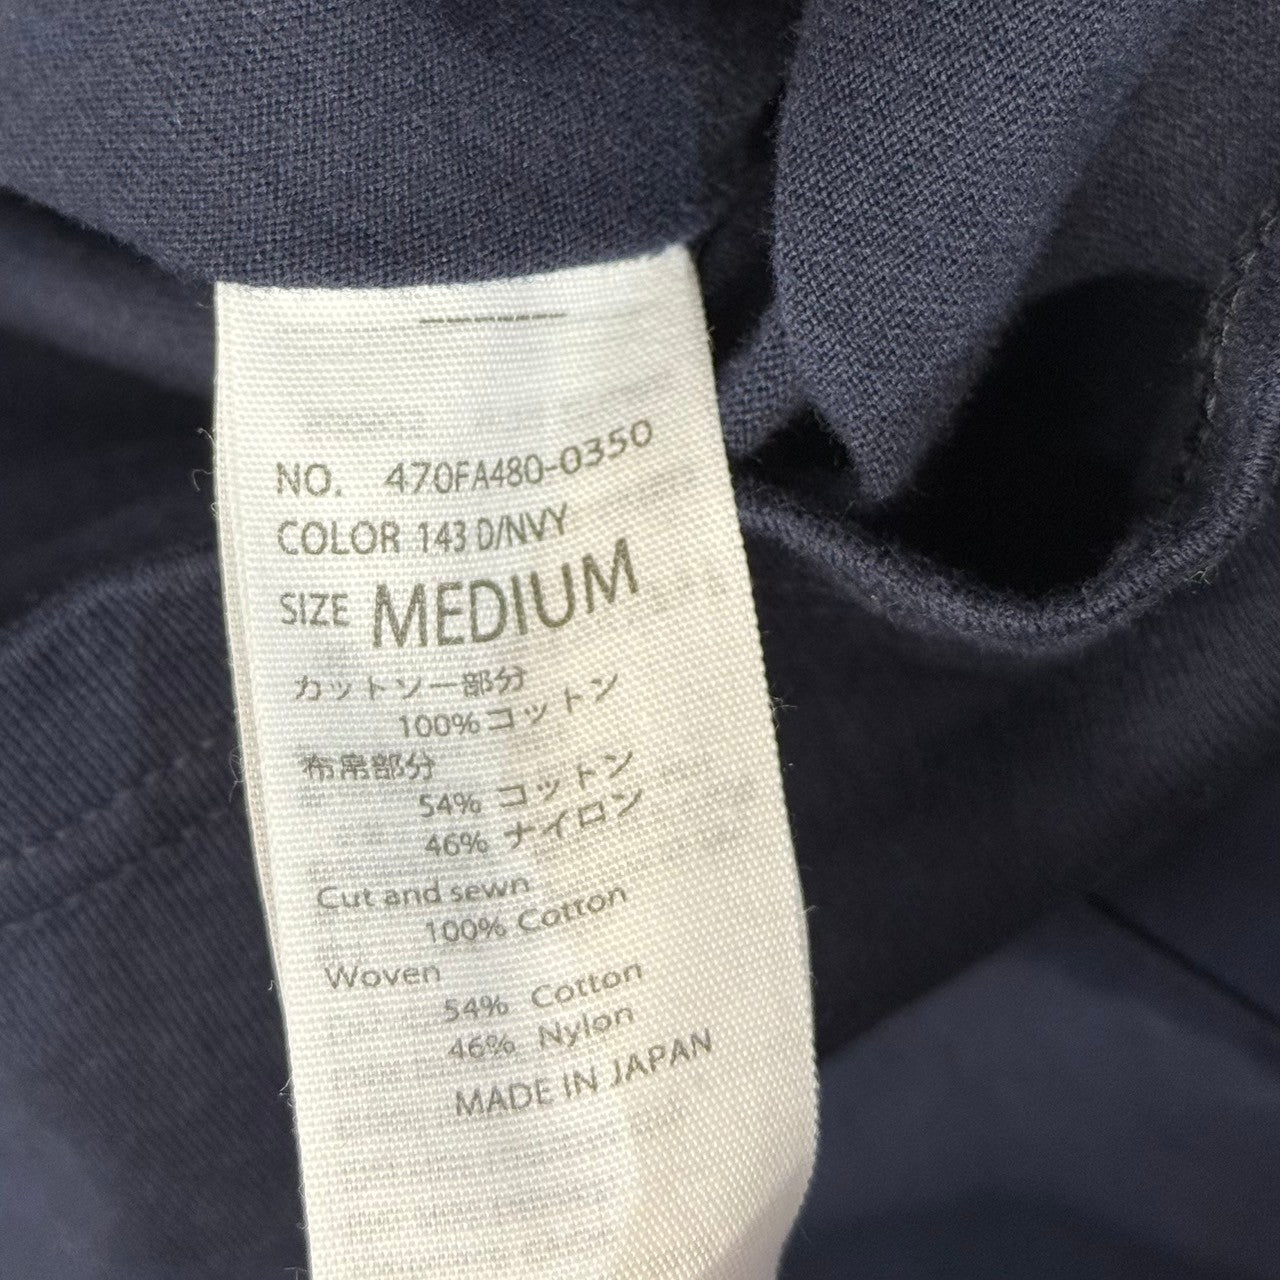 NO. 470FA480-0350
COLOR 143 D/NVY
SIZE MEDIUM
カットソー部分
100% コットン
布帛部分
54% コットン
46% ナイロン
Cut and sewn
100% Cotton
Woven
54% Cotton
46% Nylon
MADE IN JAPAN